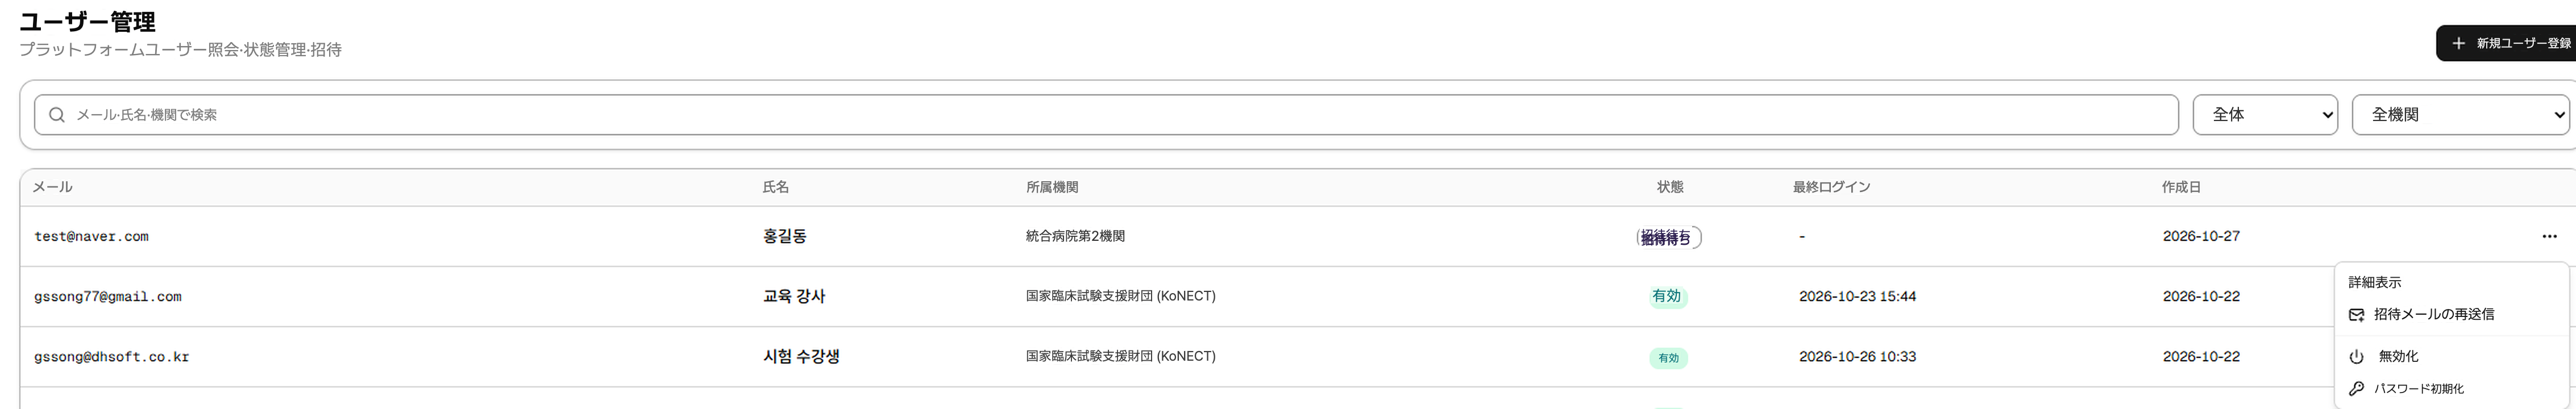 ユーザー管理
プラットフォームユーザー照会·状態管理·招待
新規ユーザー登録
メール·氏名·機関で検索
全体
全機関
メール 氏名 所属機関 状態 最終ログイン 作成日
test@naver.com 홍길동 統合病院第2機関 招待待ち - 2026-10-27 ···
gssong77@gmail.com 교육 강사 国家臨床試験支援財団 (KoNECT) 有効 2026-10-23 15:44 2026-10-22
gssong@dhsoft.co.kr 시험 수강생 国家臨床試験支援財団 (KoNECT) 有効 2026-10-26 10:33 2026-10-22
詳細表示
招待メールの再送信
無効化
パスワード初期化